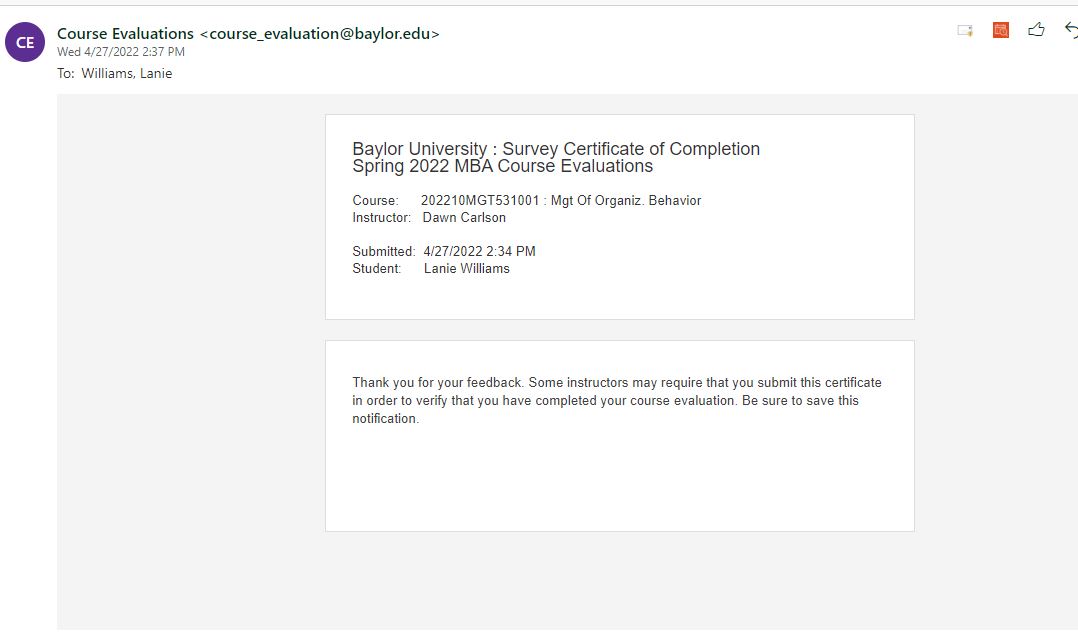 CE
Course Evaluations <course_evaluation@baylor.edu>
Wed 4/27/2022 2:37 PM
To: Williams, Lanie
Baylor University : Survey Certificate of Completion
Spring 2022 MBA Course Evaluations
Course: 202210MGT531001 : Mgt Of Organiz. Behavior
Instructor: Dawn Carlson
Submitted: 4/27/2022 2:34 PM
Student: Lanie Williams
Thank you for your feedback. Some instructors may require that you submit this certificate
in order to verify that you have completed your course evaluation. Be sure to save this
notification.